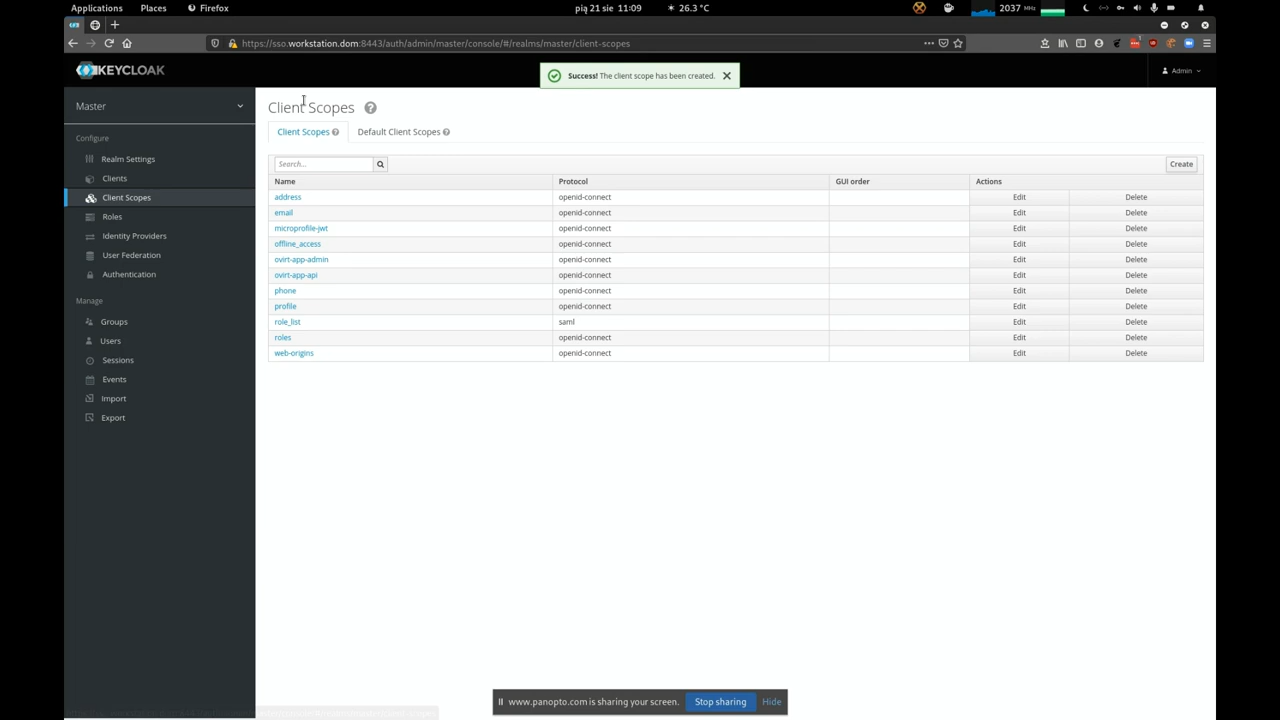 Applications Places Firefox pią 21 sie 11:09 26.3 °C 2037 MHz
https://sso.workstation.dom:8443/auth/admin/master/console/#/realms/master/client-scopes
KEYCLOAK
Success! The client scope has been created.
Admin
Master
Configure
Realm Settings
Clients
Client Scopes
Roles
Identity Providers
User Federation
Authentication
Manage
Groups
Users
Sessions
Events
Import
Export
Client Scopes
Client Scopes Default Client Scopes
Search... Create
Name Protocol GUI order Actions
address openid-connect Edit Delete
email openid-connect Edit Delete
microprofile-jwt openid-connect Edit Delete
offline_access openid-connect Edit Delete
ovirt-app-admin openid-connect Edit Delete
ovirt-app-api openid-connect Edit Delete
phone openid-connect Edit Delete
profile openid-connect Edit Delete
role_list saml Edit Delete
roles openid-connect Edit Delete
web-origins openid-connect Edit Delete
www.panopto.com is sharing your screen. Stop sharing Hide